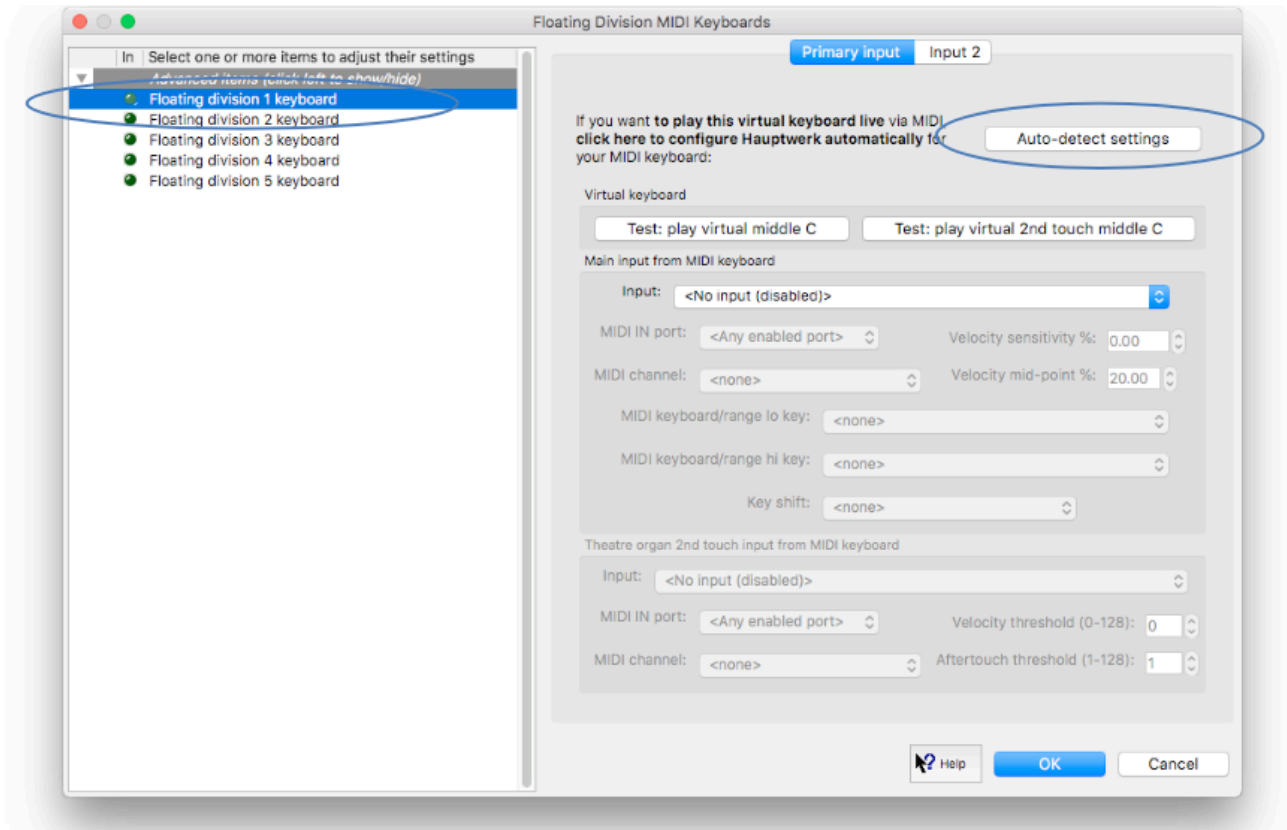 Floating Division MIDI Keyboards
In Select one or more items to adjust their settings
Advanced items (click left to show/hide)
Floating division 1 keyboard
Floating division 2 keyboard
Floating division 3 keyboard
Floating division 4 keyboard
Floating division 5 keyboard
Primary input Input 2
If you want to play this virtual keyboard live via MIDI
click here to configure Hauptwerk automatically for
your MIDI keyboard:
Auto-detect settings
Virtual keyboard
Test: play virtual middle C Test: play virtual 2nd touch middle C
Main input from MIDI keyboard
Input: <No input (disabled)>
MIDI IN port: <Any enabled port> Velocity sensitivity %: 0.00
MIDI channel: <none> Velocity mid-point %: 20.00
MIDI keyboard/range lo key: <none>
MIDI keyboard/range hi key: <none>
Key shift: <none>
Theatre organ 2nd touch input from MIDI keyboard
Input: <No input (disabled)>
MIDI IN port: <Any enabled port> Velocity threshold (0-128): 0
MIDI channel: <none> Aftertouch threshold (1-128): 1
? Help OK Cancel